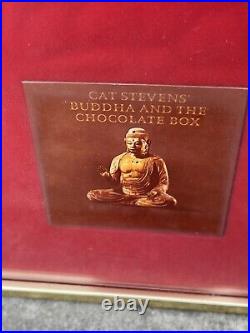 CAT STEVENS'
BUDDHA AND THE
CHOCOLATE BOX